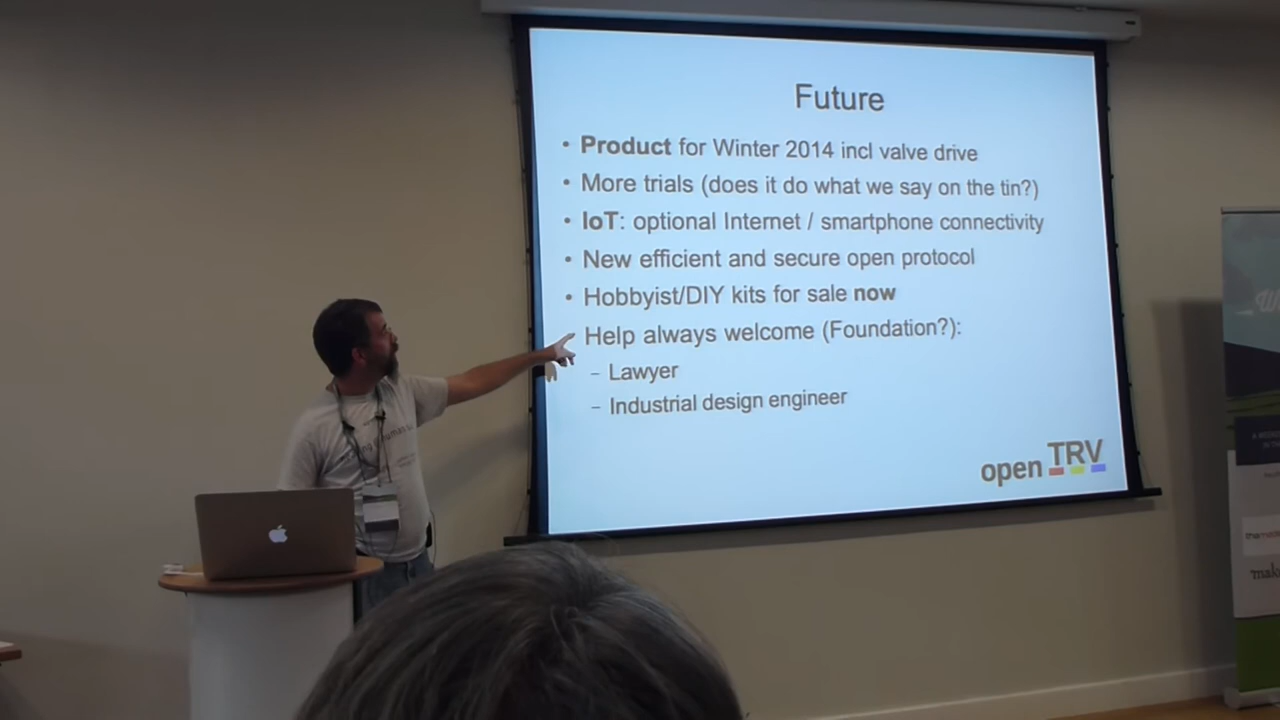 Future
• Product for Winter 2014 incl valve drive
• More trials (does it do what we say on the tin?)
• IoT: optional Internet / smartphone connectivity
• New efficient and secure open protocol
• Hobbyist/DIY kits for sale now
Help always welcome (Foundation?):
– Lawyer
– Industrial design engineer
open TRV